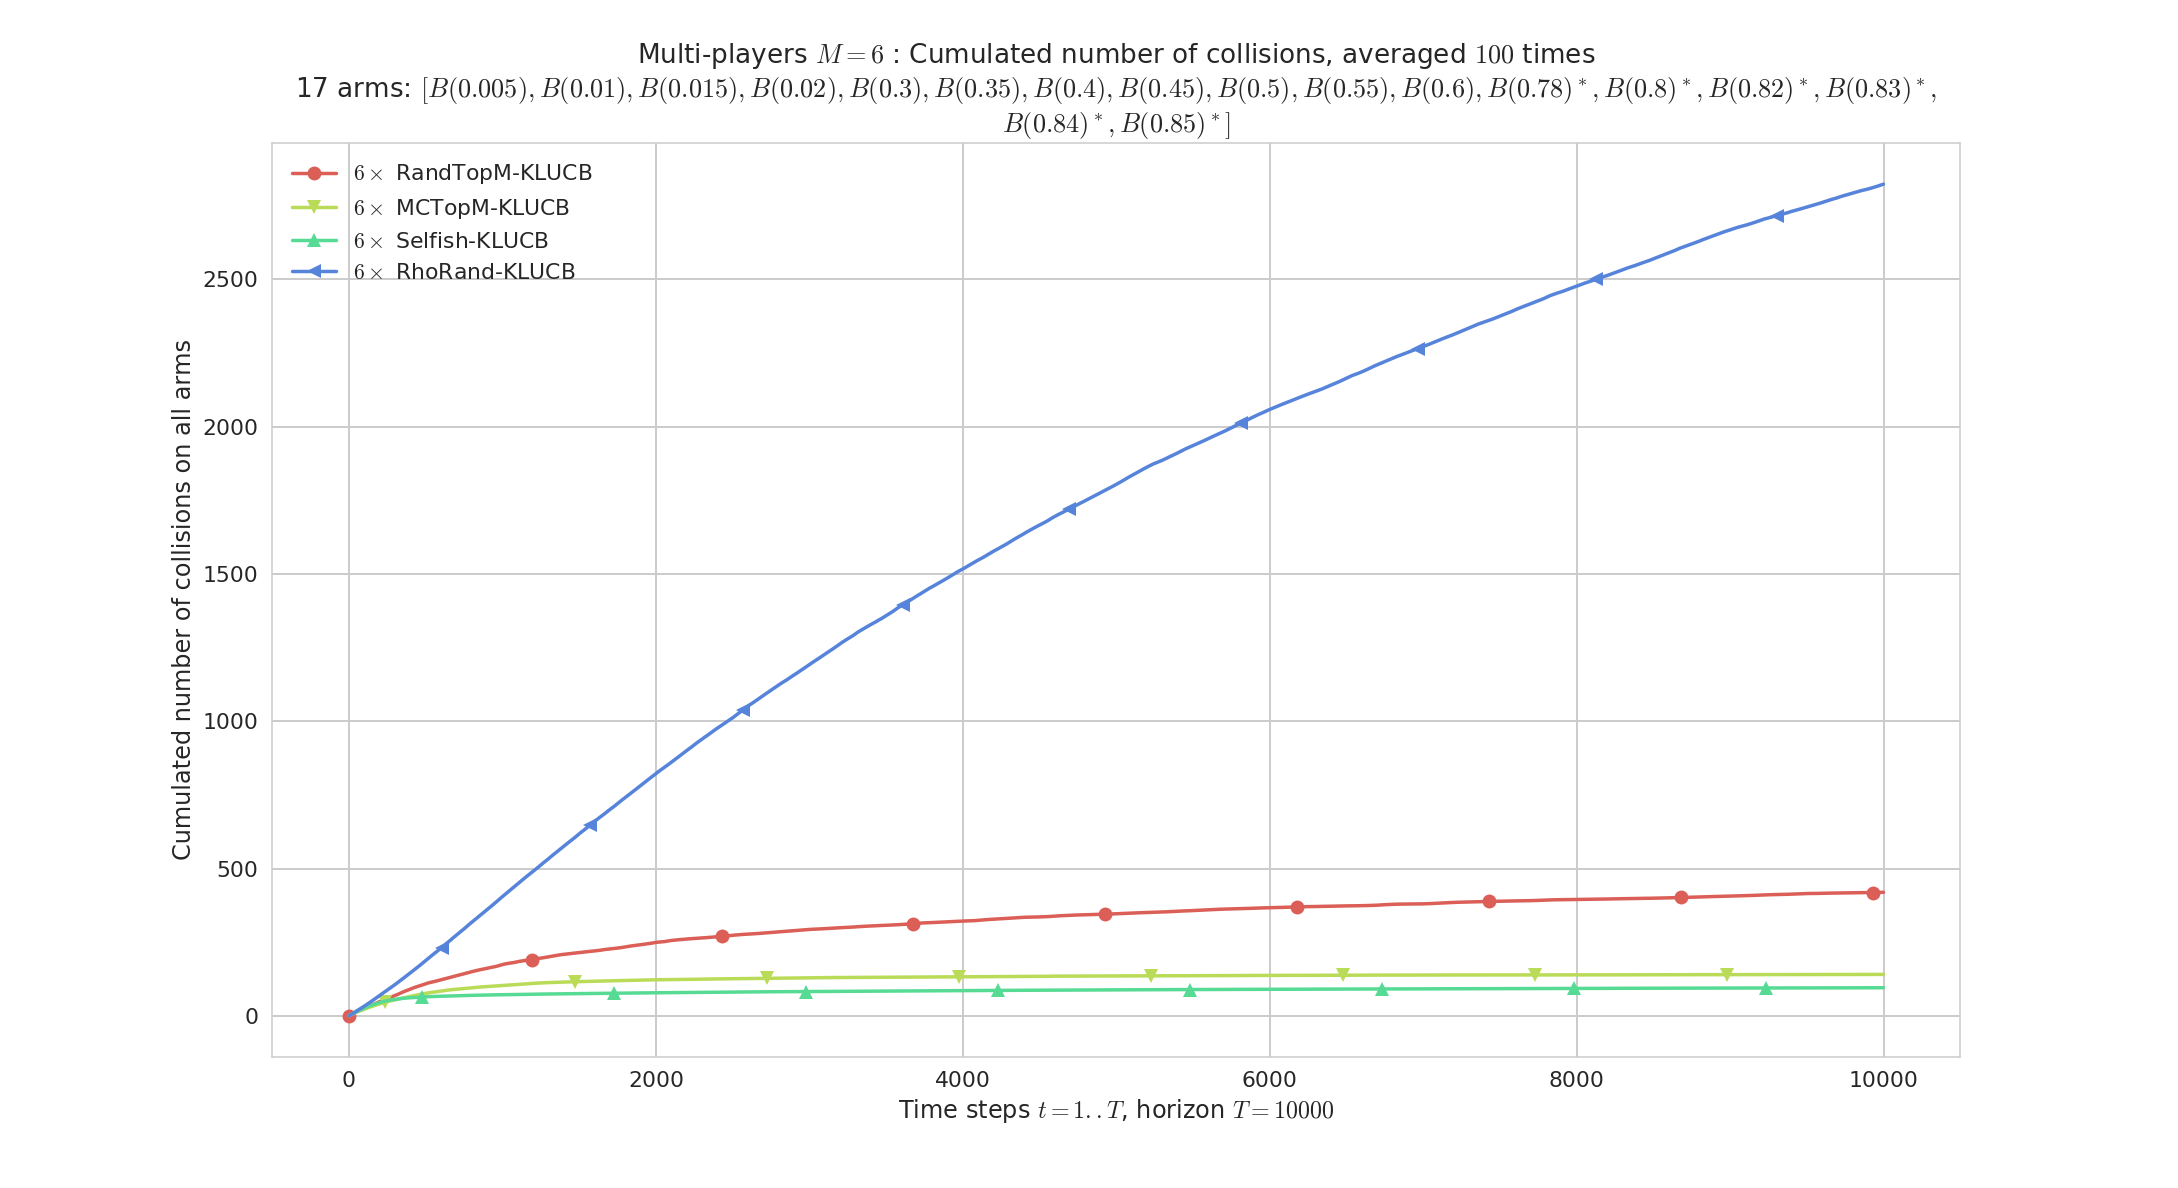 Multi-players M = 6 : Cumulated number of collisions, averaged 100 times
17 arms: [B(0.005), B(0.01), B(0.015), B(0.02), B(0.3), B(0.35), B(0.4), B(0.45), B(0.5), B(0.55), B(0.6), B(0.78)*, B(0.8)*, B(0.82)*, B(0.83)*,
B(0.84)*, B(0.85)*]
6× RandTopM-KLUCB
6× MCTopM-KLUCB
6× Selfish-KLUCB
6× RhoRand-KLUCB
Cumulated number of collisions on all arms
2500
2000
1500
1000
500
0
0 2000 4000 6000 8000 10000
Time steps t = 1..T, horizon T = 10000